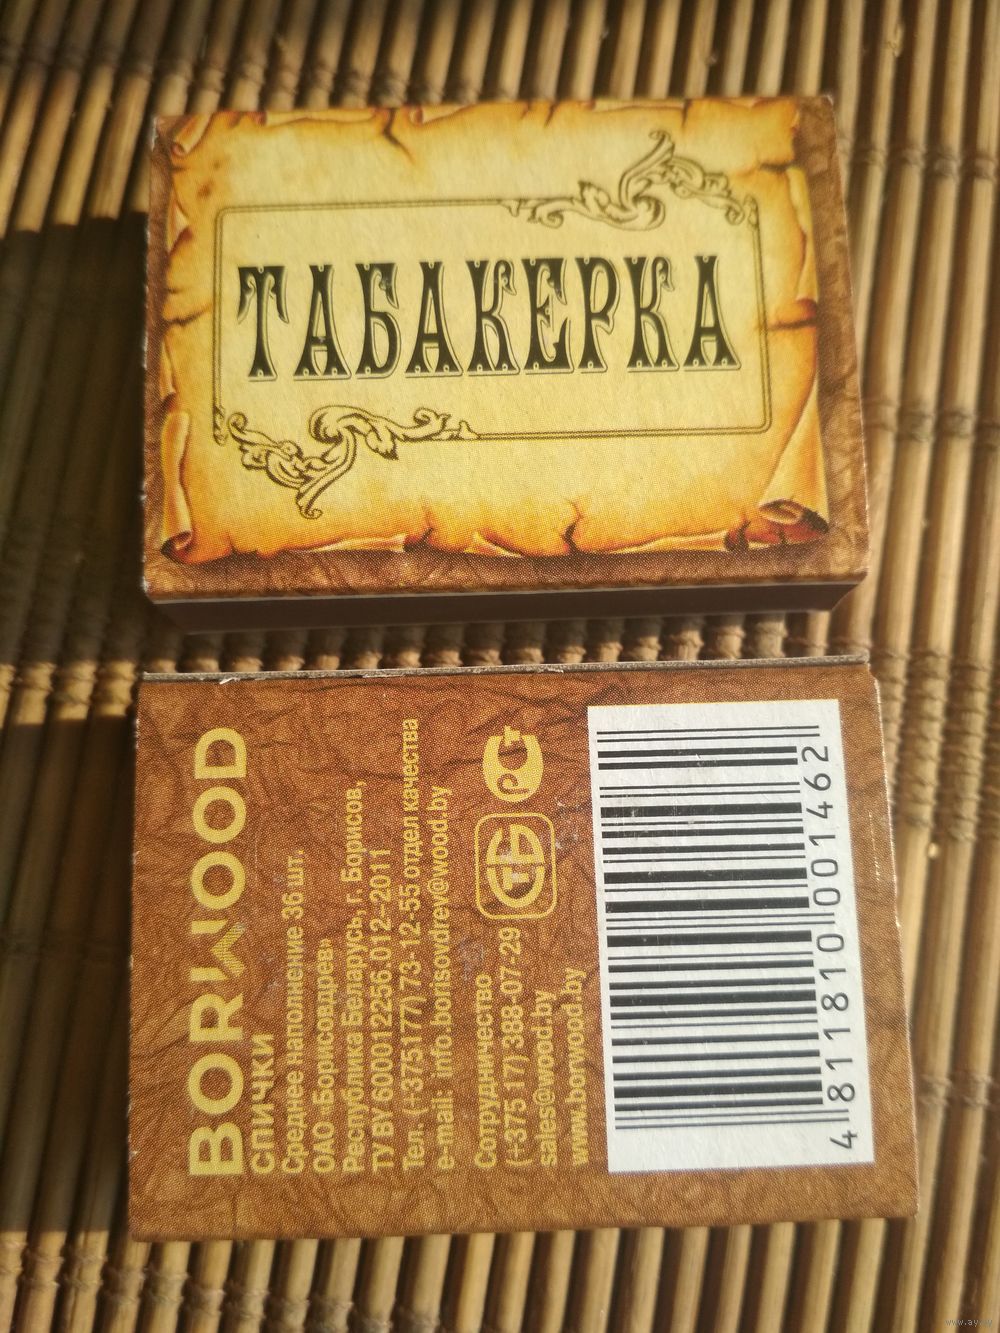 ТАБАКЕРКА
BORWOOD
СПИЧКИ
Среднее наполнение 36 шт.
ОАО «Борисовдрев»
Республика Беларусь, г. Борисов,
ТУ BY 600012256.012–2011
Тел. (+375177) 73-12-55 отдел качества
e-mail: info.borisovdrev@wood.by
Сотрудничество
(+375 17) 388-07-29
sales@wood.by
www.borwood.by
4 811810 001462